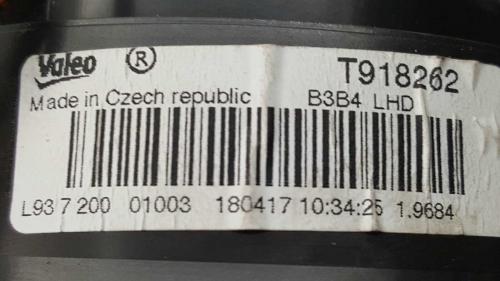 Valeo ® T918262
Made in Czech republic B3B4 LHD
L93 7 200 01003 180417 10:34:25 1.9684